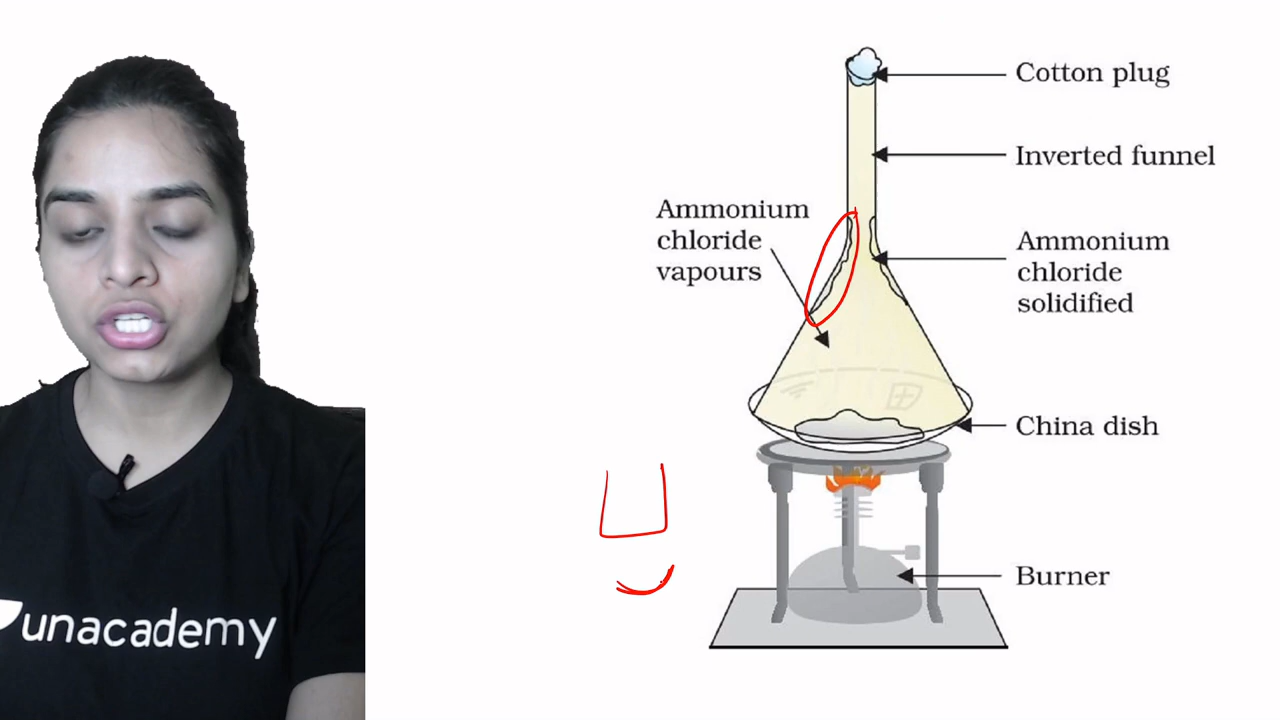 Cotton plug
Inverted funnel
Ammonium
chloride
vapours
Ammonium
chloride
solidified
China dish
Burner
unacademy